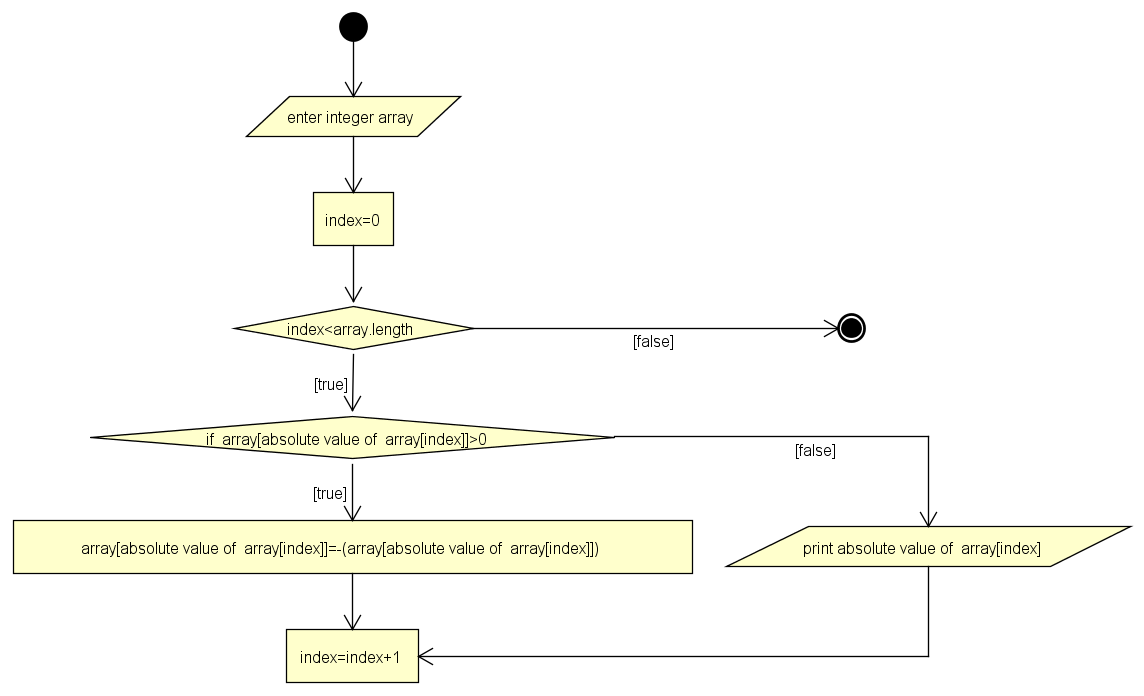 enter integer array
index=0
index<array.length
[false]
[true]
if  array[absolute value of  array[index]]>0
[false]
[true]
array[absolute value of  array[index]]=-(array[absolute value of  array[index]])
print absolute value of  array[index]
index=index+1